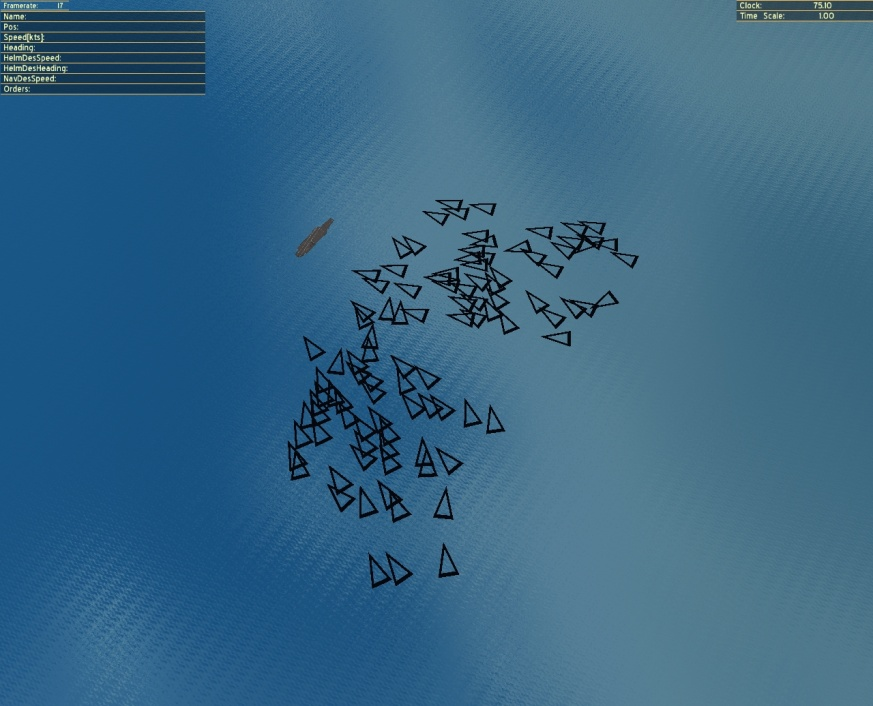 Framerate: 17
Name:
Pos:
Speed[kts]:
Heading:
HelmDesSpeed:
HelmDesHeading:
NavDesSpeed:
Orders:
Clock: 75.10
Time Scale: 1.00